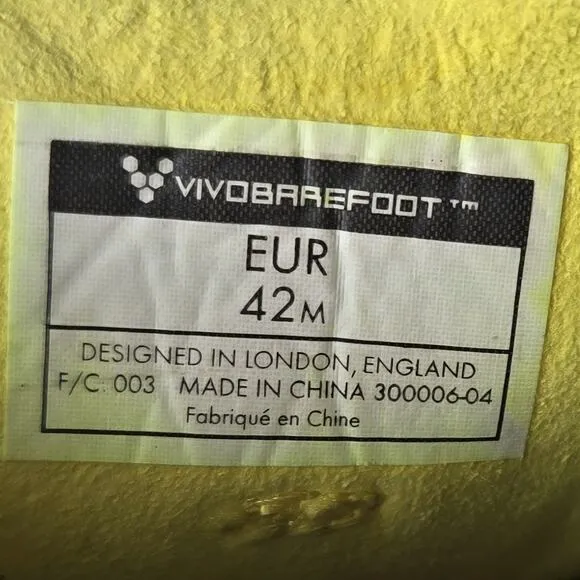 VIVOBAREFOOT™
EUR
42M
DESIGNED IN LONDON, ENGLAND
F/C: 003 MADE IN CHINA 300006-04
Fabriqué en Chine